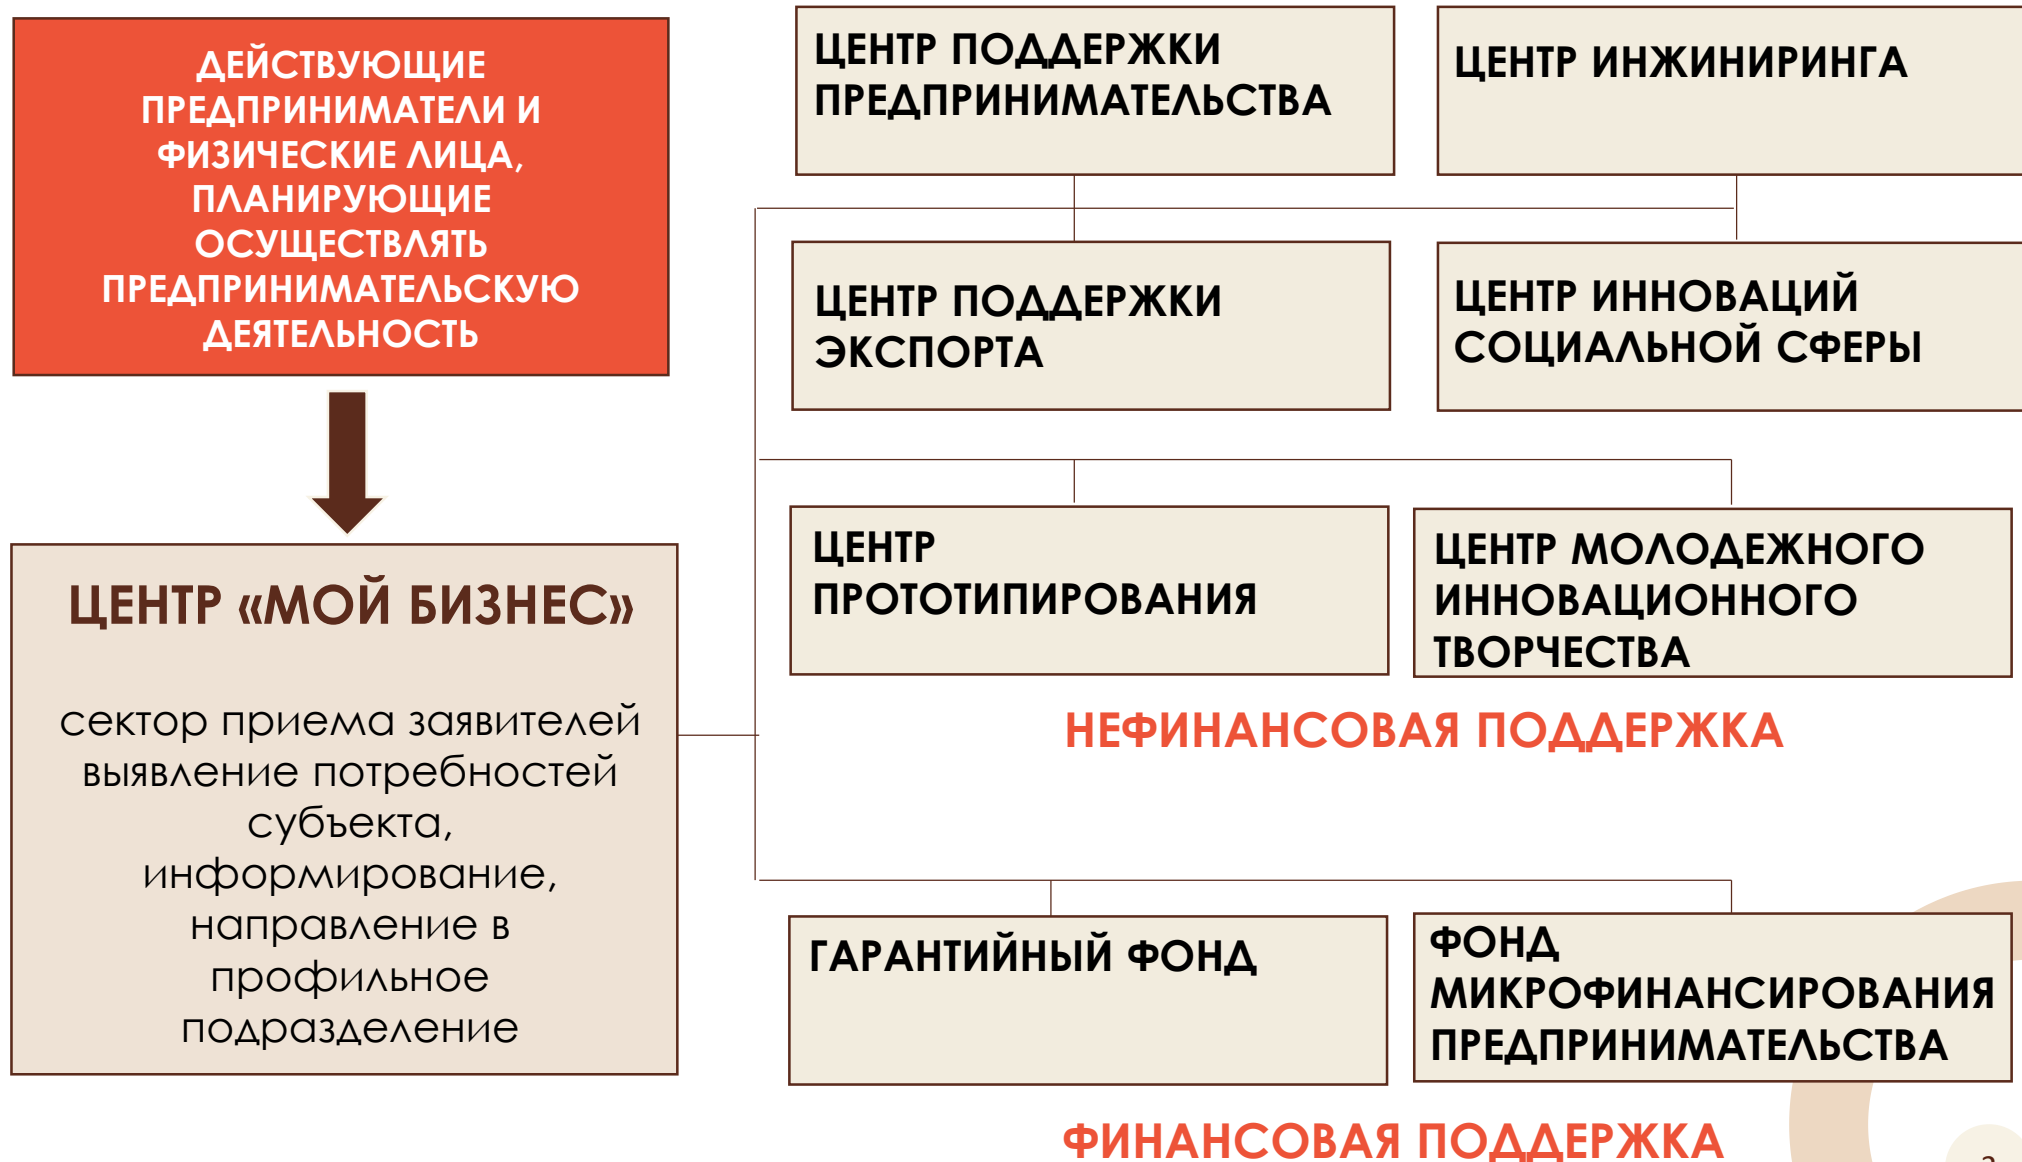 ДЕЙСТВУЮЩИЕ
ПРЕДПРИНИМАТЕЛИ И
ФИЗИЧЕСКИЕ ЛИЦА,
ПЛАНИРУЮЩИЕ
ОСУЩЕСТВЛЯТЬ
ПРЕДПРИНИМАТЕЛЬСКУЮ
ДЕЯТЕЛЬНОСТЬ
ЦЕНТР «МОЙ БИЗНЕС»
сектор приема заявителей
выявление потребностей
субъекта,
информирование,
направление в
профильное
подразделение
ЦЕНТР ПОДДЕРЖКИ
ПРЕДПРИНИМАТЕЛЬСТВА
ЦЕНТР ИНЖИНИРИНГА
ЦЕНТР ПОДДЕРЖКИ
ЭКСПОРТА
ЦЕНТР ИННОВАЦИЙ
СОЦИАЛЬНОЙ СФЕРЫ
ЦЕНТР
ПРОТОТИПИРОВАНИЯ
ЦЕНТР МОЛОДЕЖНОГО
ИННОВАЦИОННОГО
ТВОРЧЕСТВА
НЕФИНАНСОВАЯ ПОДДЕРЖКА
ГАРАНТИЙНЫЙ ФОНД
ФОНД
МИКРОФИНАНСИРОВАНИЯ
ПРЕДПРИНИМАТЕЛЬСТВА
ФИНАНСОВАЯ ПОДДЕРЖКА